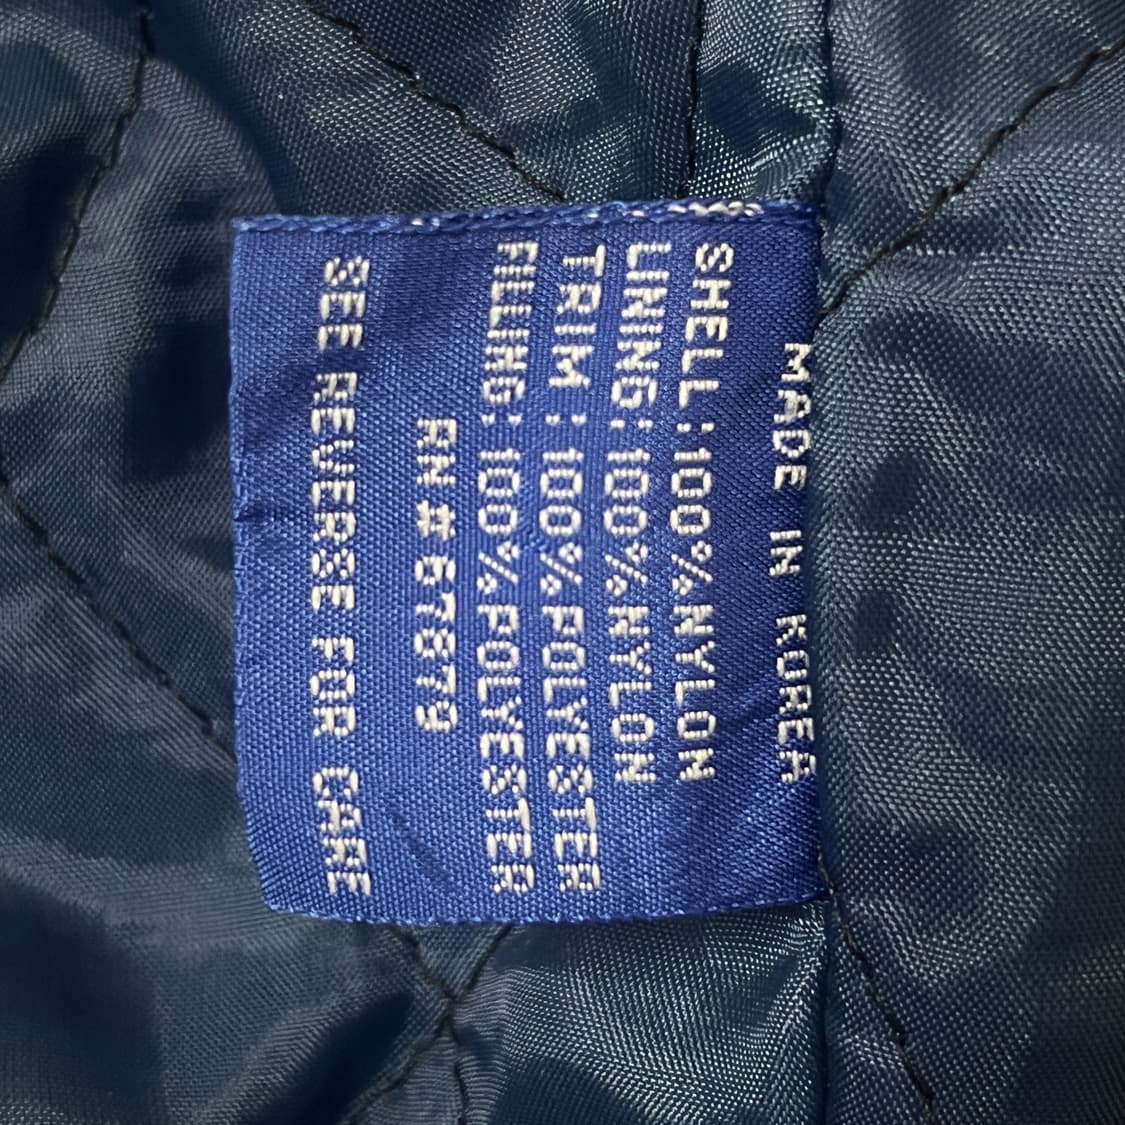 MADE IN KOREA
SHELL:100%NYLON
LINING:100%NYLON
TRIM : 100%POLYESTER
FILLING: 100%POLYESTER
RN# 67879
SEE REVERSE FOR CARE